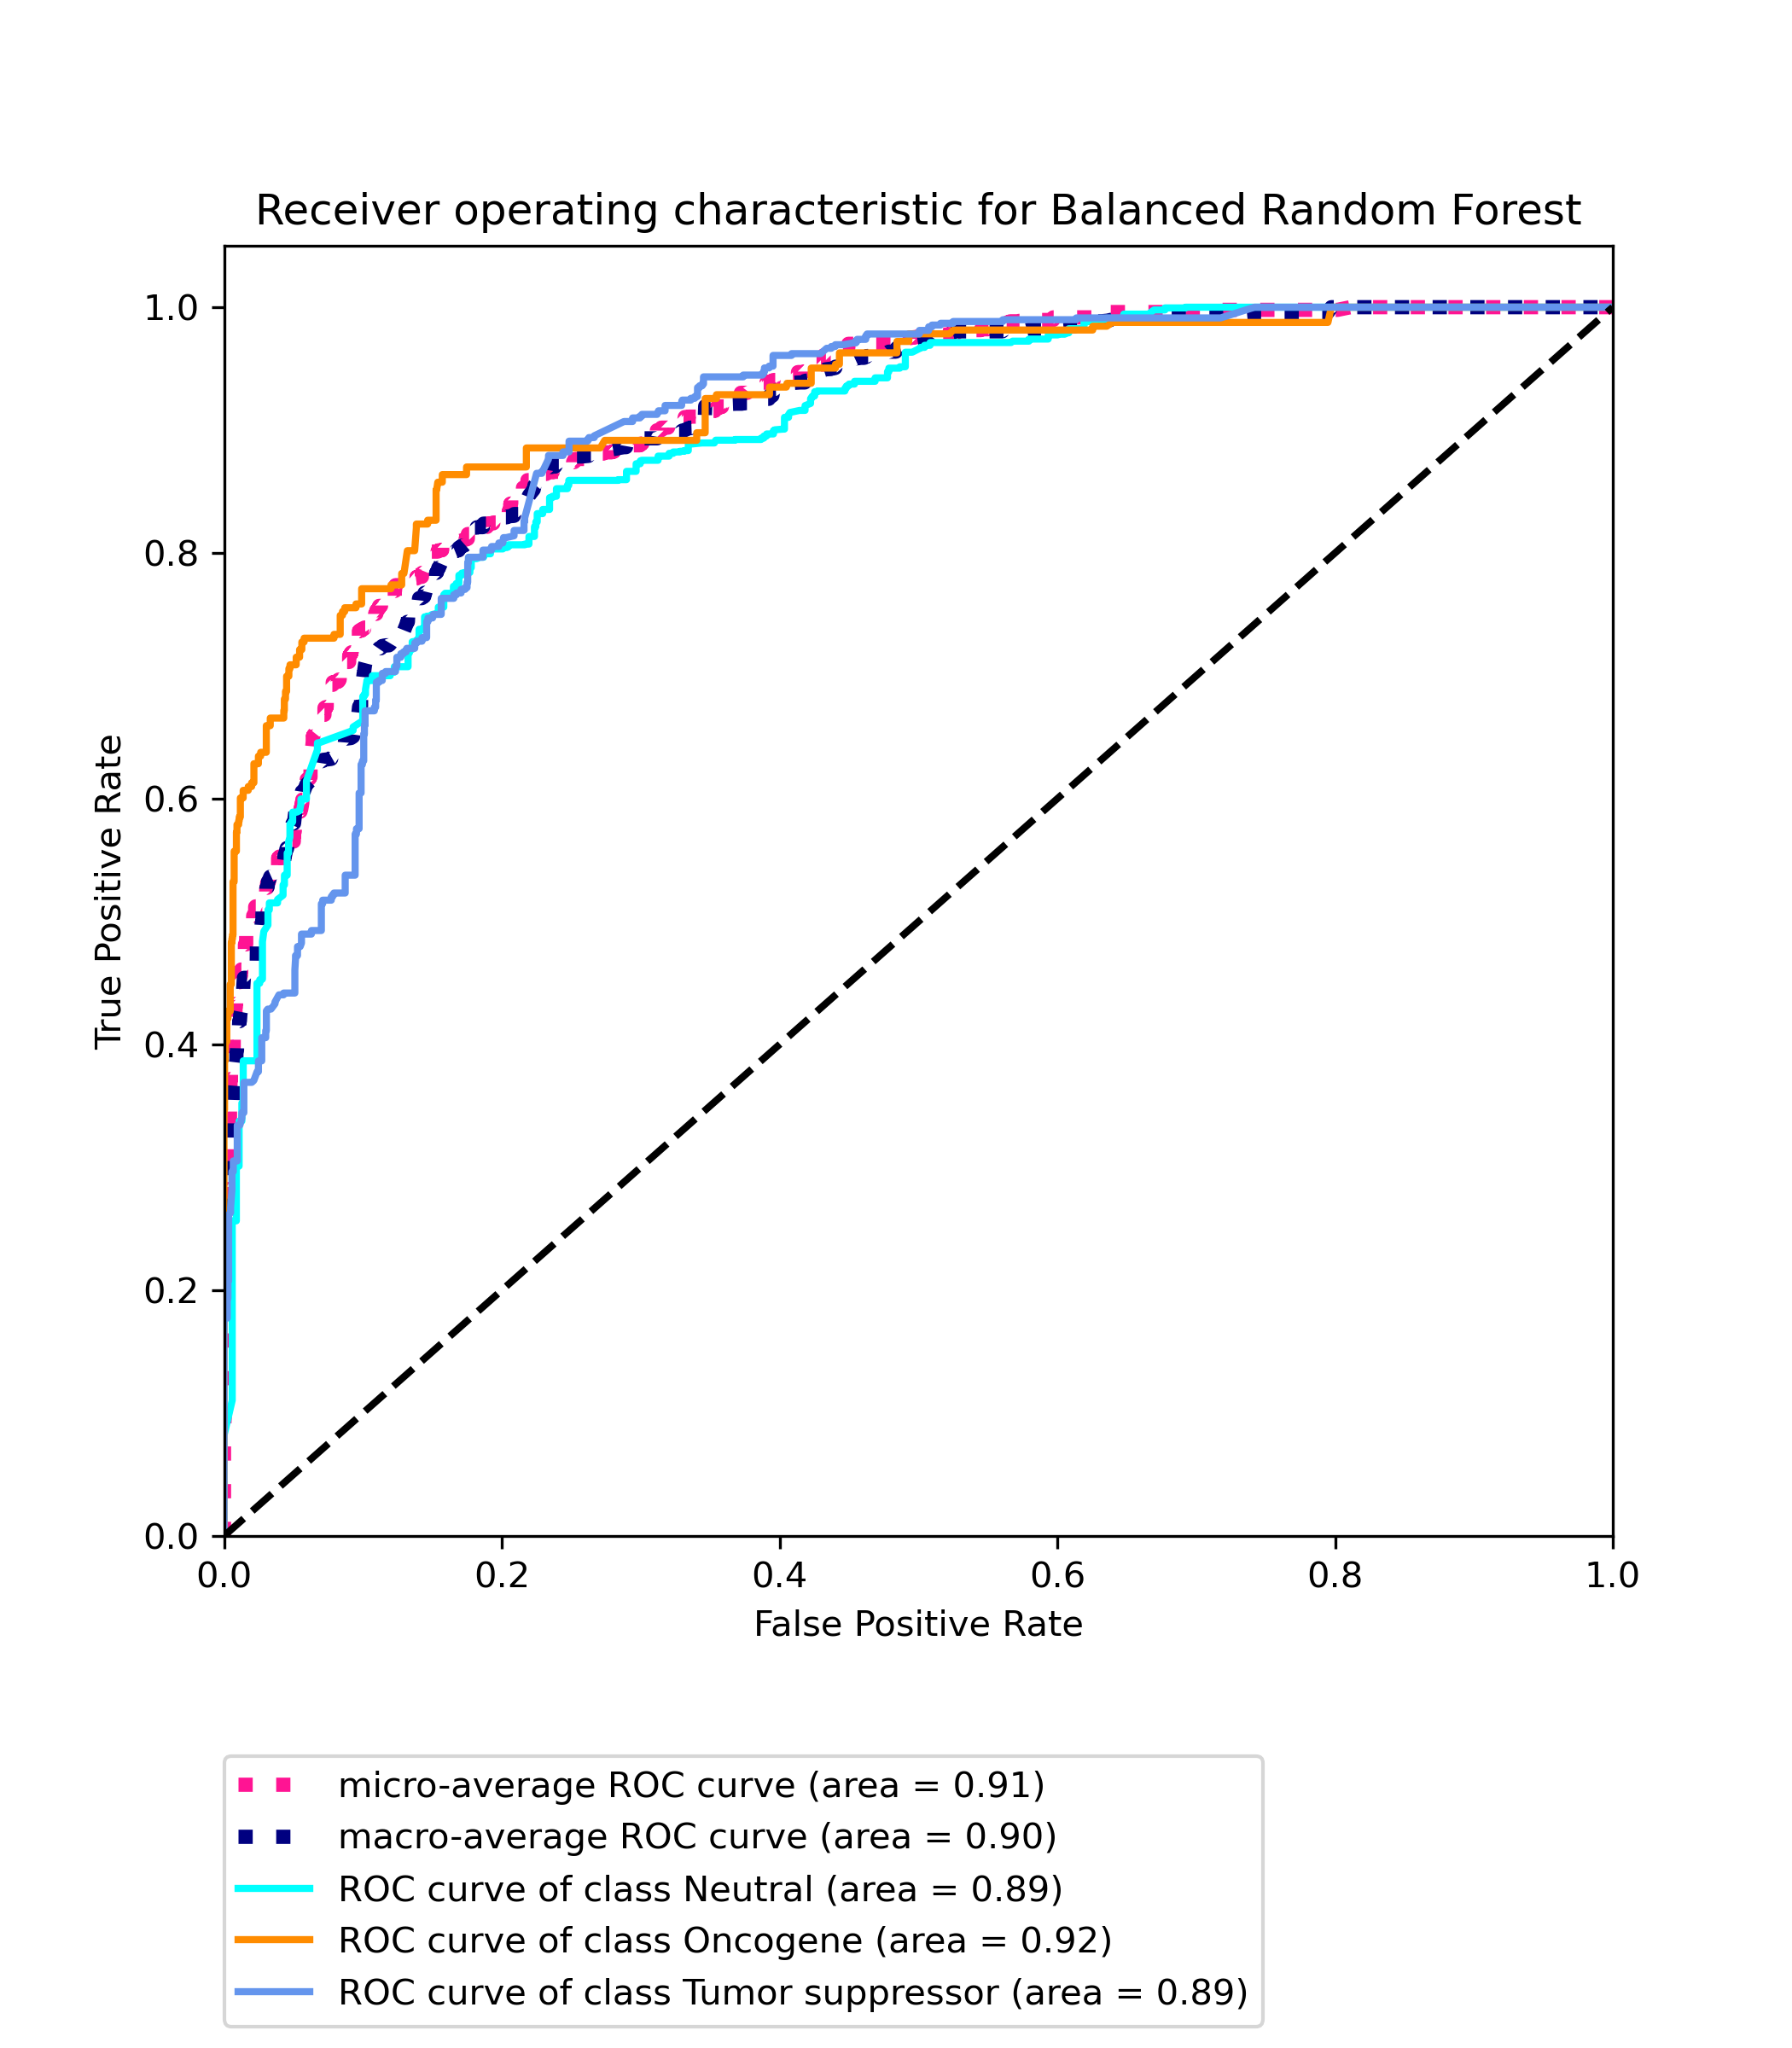 Receiver operating characteristic for Balanced Random Forest
1.0
0.8
0.6
0.4
0.2
0.0
True Positive Rate
0.0 0.2 0.4 0.6 0.8 1.0
False Positive Rate
micro-average ROC curve (area = 0.91)
macro-average ROC curve (area = 0.90)
ROC curve of class Neutral (area = 0.89)
ROC curve of class Oncogene (area = 0.92)
ROC curve of class Tumor suppressor (area = 0.89)